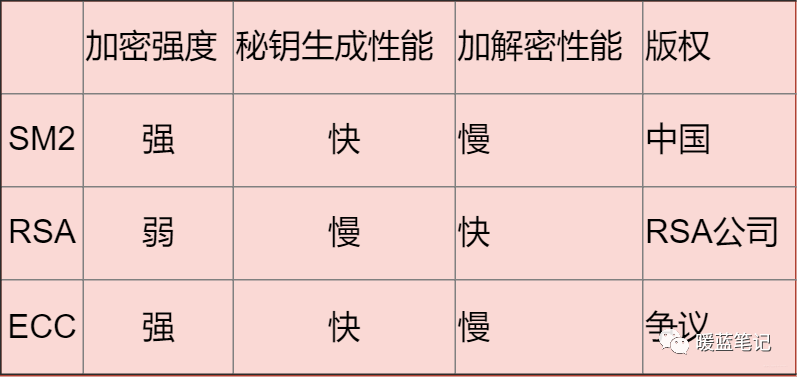 加密强度 秘钥生成性能 加解密性能 版权
SM2 强 快 慢 中国
RSA 弱 慢 快 RSA公司
ECC 强 快 慢 争议
暖蓝笔记